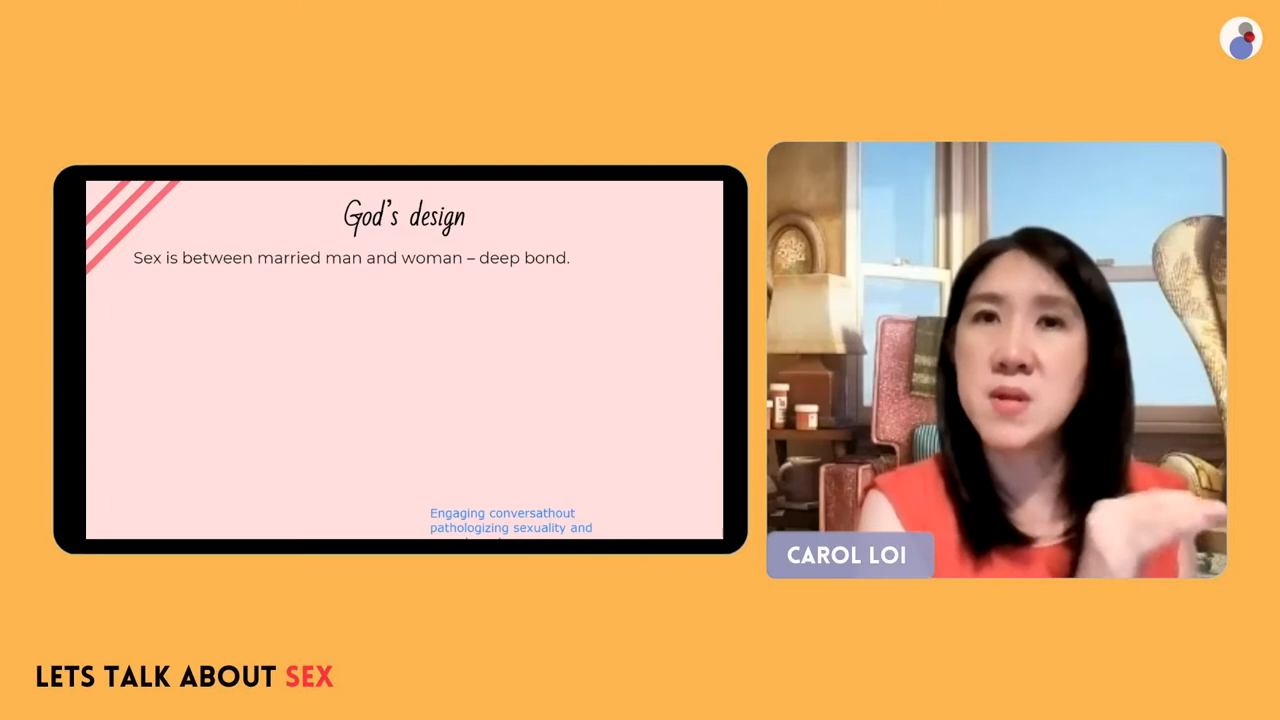 God's design
Sex is between married man and woman – deep bond.
Engaging conversathout
pathologizing sexuality and
CAROL LOI
LETS TALK ABOUT SEX